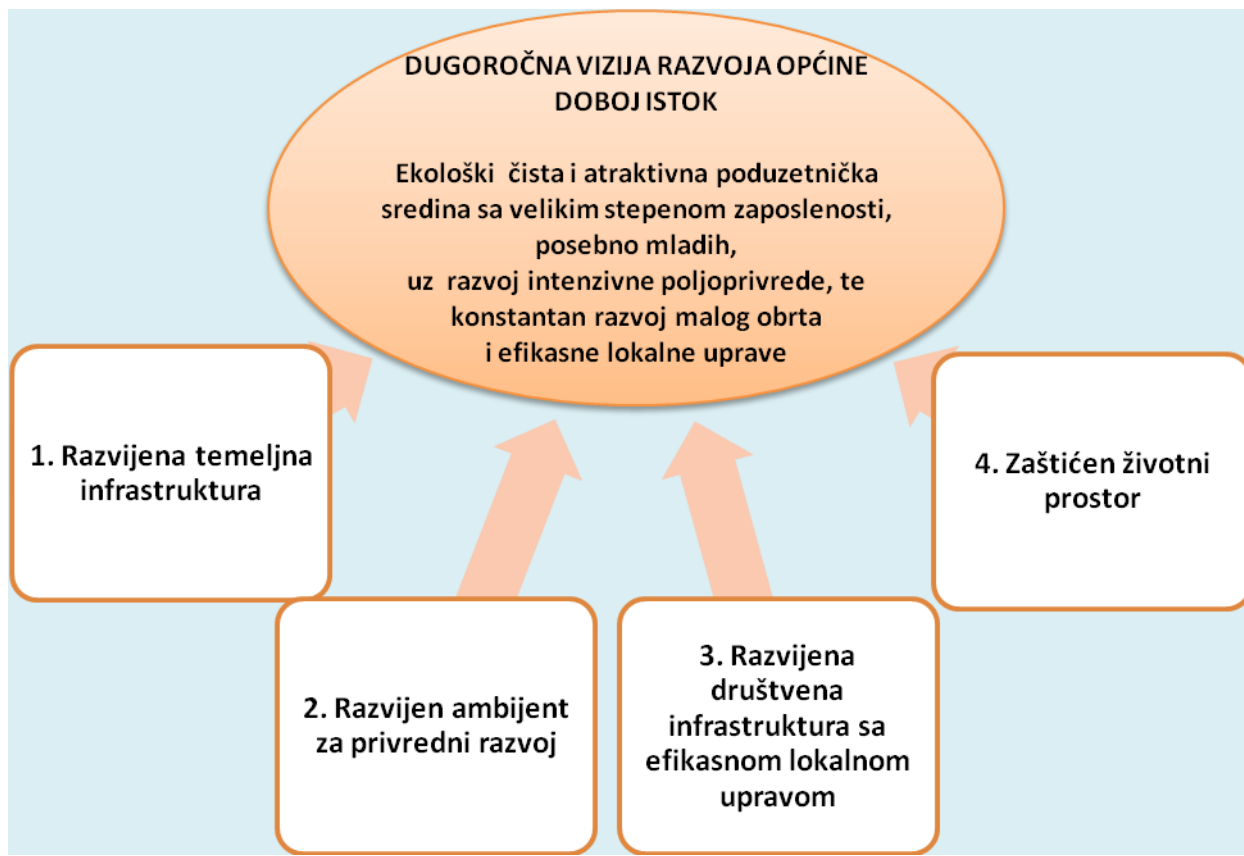 DUGOROČNA VIZIJA RAZVOJA OPĆINE
DOBOJ ISTOK
Ekološki čista i atraktivna poduzetnička
sredina sa velikim stepenom zaposlenosti,
posebno mladih,
uz razvoj intenzivne poljoprivrede, te
konstantan razvoj malog obrta
i efikasne lokalne uprave
1. Razvijena temeljna
infrastruktura
2. Razvijen ambijent
za privredni razvoj
3. Razvijena
društvena
infrastruktura sa
efikasnom lokalnom
upravom
4. Zaštićen životni
prostor